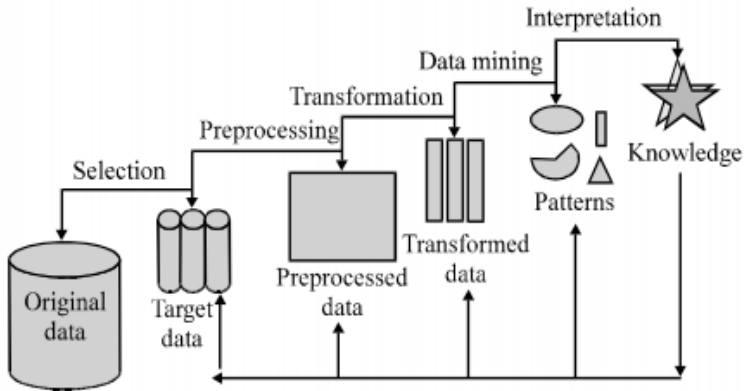 Interpretation
Data mining
Transformation
Preprocessing
Selection
Knowledge
Patterns
Transformed
data
Preprocessed
data
Target
data
Original
data